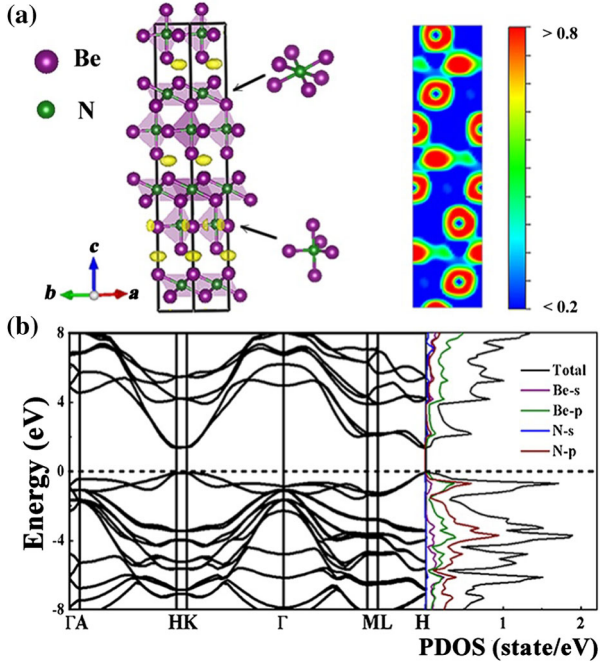 (a)
Be
N
> 0.8
< 0.2
c
b a
(b)
Energy (eV)
8
4
0
-4
-8
Total
Be-s
Be-p
N-s
N-p
ΓA HK Γ ML H 1 2
PDOS (state/eV)